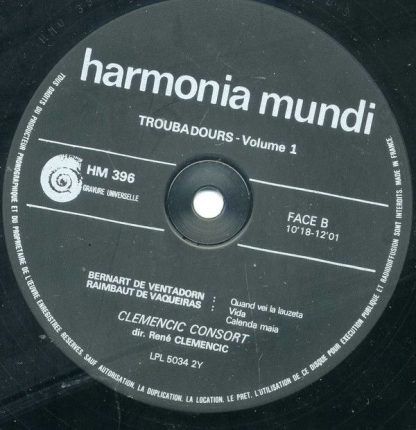 harmonia mundi
TROUBADOURS - Volume 1
HM 396
GRAVURE UNIVERSELLE
FACE B
10'18-12'01
BERNART DE VENTADORN : Quand vei la lauzeta
RAIMBAUT DE VAQUEIRAS : Vida
Calenda maia
CLEMENCIC CONSORT
dir. René CLEMENCIC
LPL 5034 2Y
TOUS DROITS DU PRODUCTEUR PHONOGRAPHIQUE ET DU PROPRIETAIRE DE L'ŒUVRE ENREGISTREE RESERVES SAUF AUTORISATION. LA DUPLICATION. LA LOCATION. LE PRET. L'UTILISATION DE CE DISQUE POUR EXECUTION PUBLIQUE ET RADIODIFFUSION SONT INTERDITS. MADE IN FRANCE.